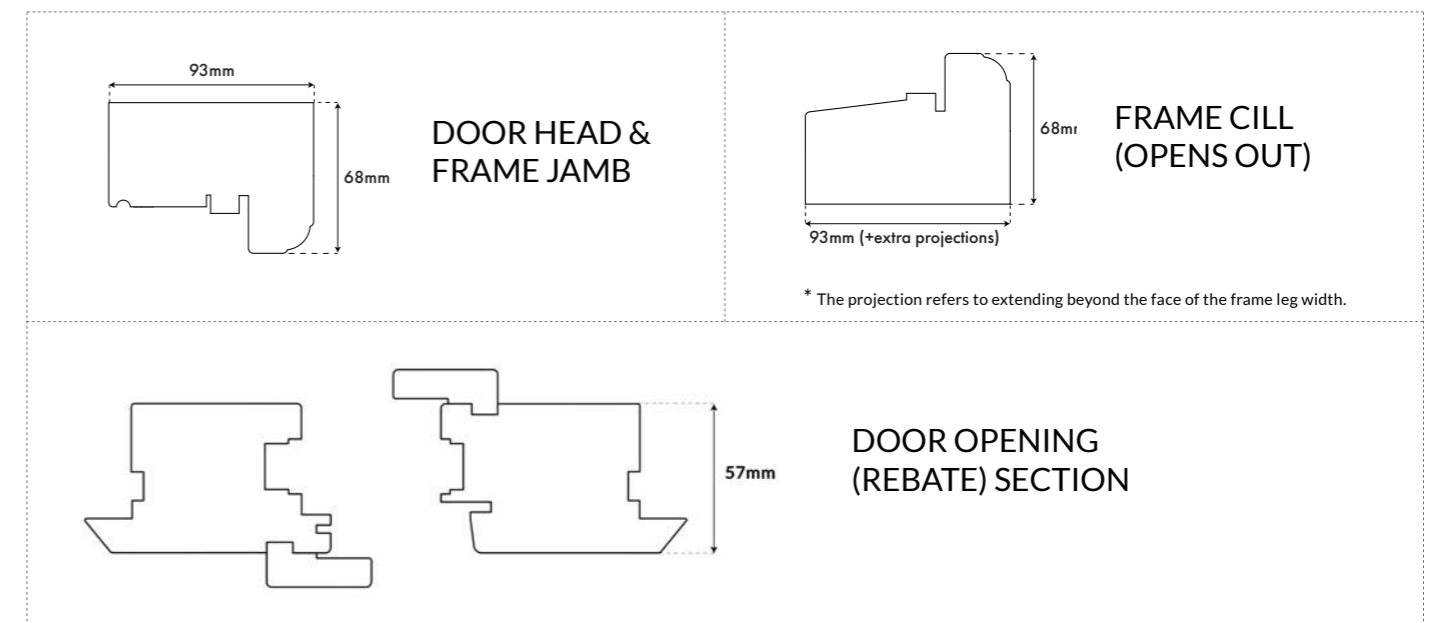 93mm
68mm
DOOR HEAD &
FRAME JAMB
68m
FRAME CILL
(OPENS OUT)
93mm (+extra projections)
* The projection refers to extending beyond the face of the frame leg width.
57mm
DOOR OPENING
(REBATE) SECTION